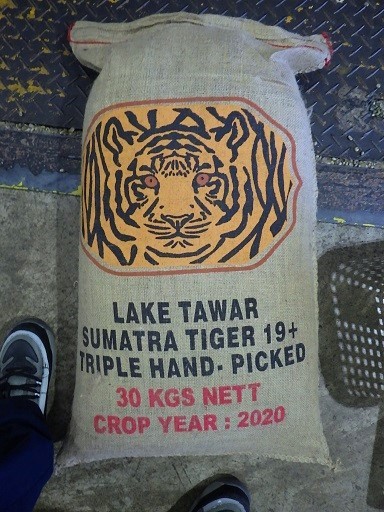 LAKE TAWAR
SUMATRA TIGER 19+
TRIPLE HAND- PICKED
30 KGS NETT
CROP YEAR : 2020